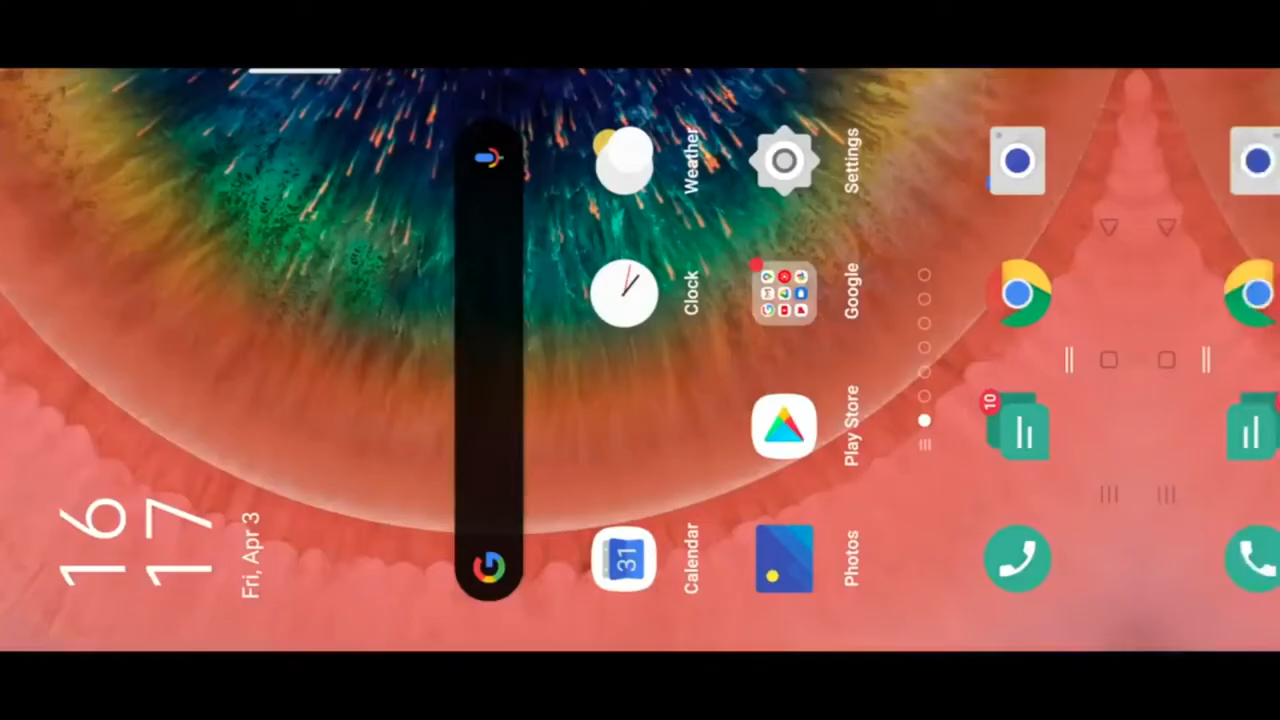 16
17
Fri, Apr 3
Clock
Weather
31
Calendar
Photos
Play Store
Google
Settings
10